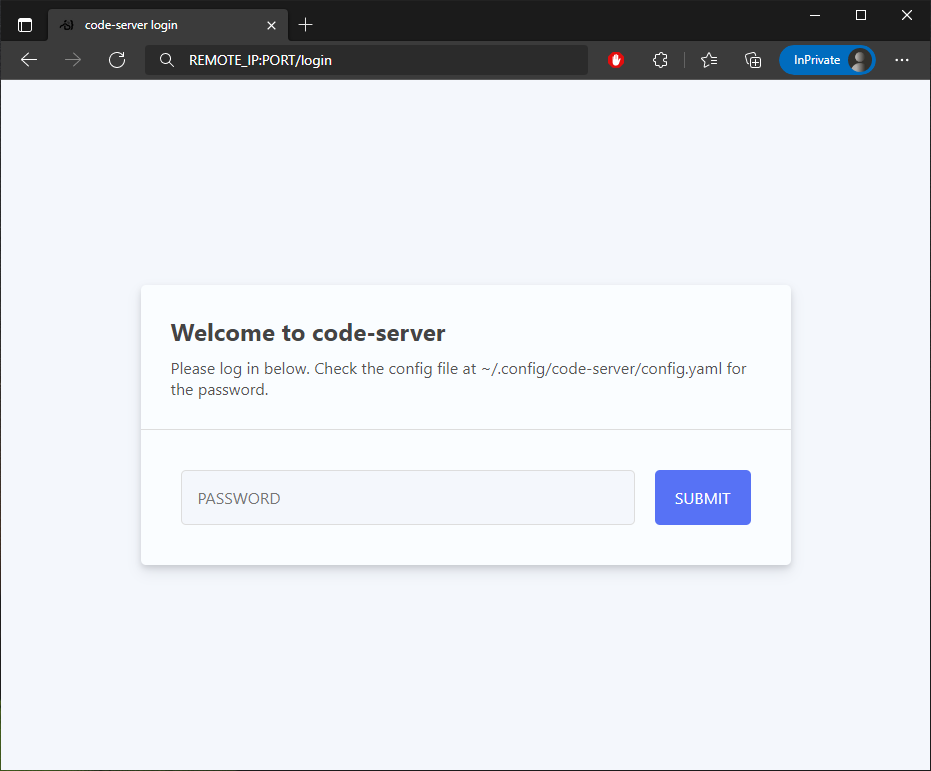 code-server login
REMOTE_IP:PORT/login
InPrivate
Welcome to code-server
Please log in below. Check the config file at ~/.config/code-server/config.yaml for
the password.
PASSWORD
SUBMIT